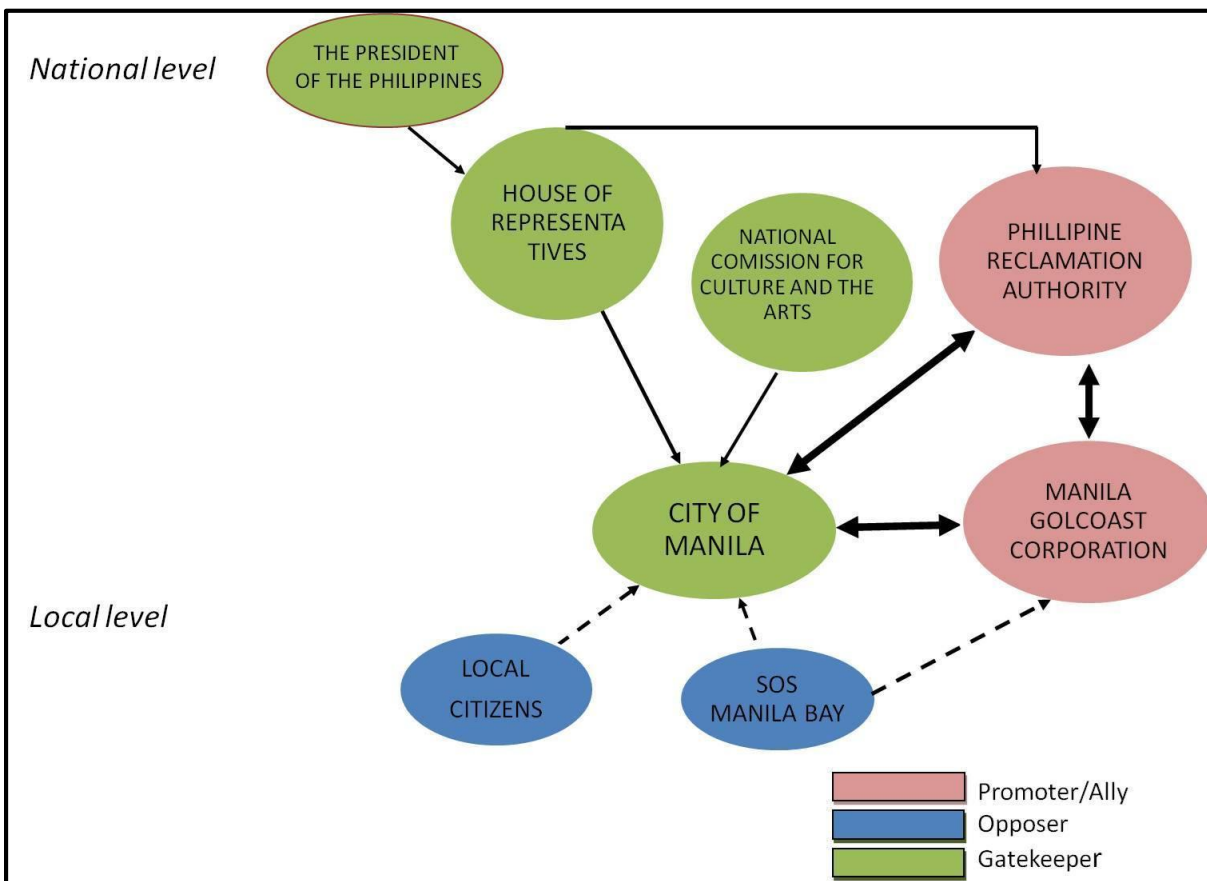 National level
THE PRESIDENT
OF THE PHILIPPINES
HOUSE OF
REPRESENTA
TIVES
NATIONAL
COMISSION FOR
CULTURE AND THE
ARTS
PHILLIPINE
RECLAMATION
AUTHORITY
CITY OF
MANILA
MANILA
GOLCOAST
CORPORATION
Local level
LOCAL
CITIZENS
SOS
MANILA BAY
Promoter/Ally
Opposer
Gatekeeper